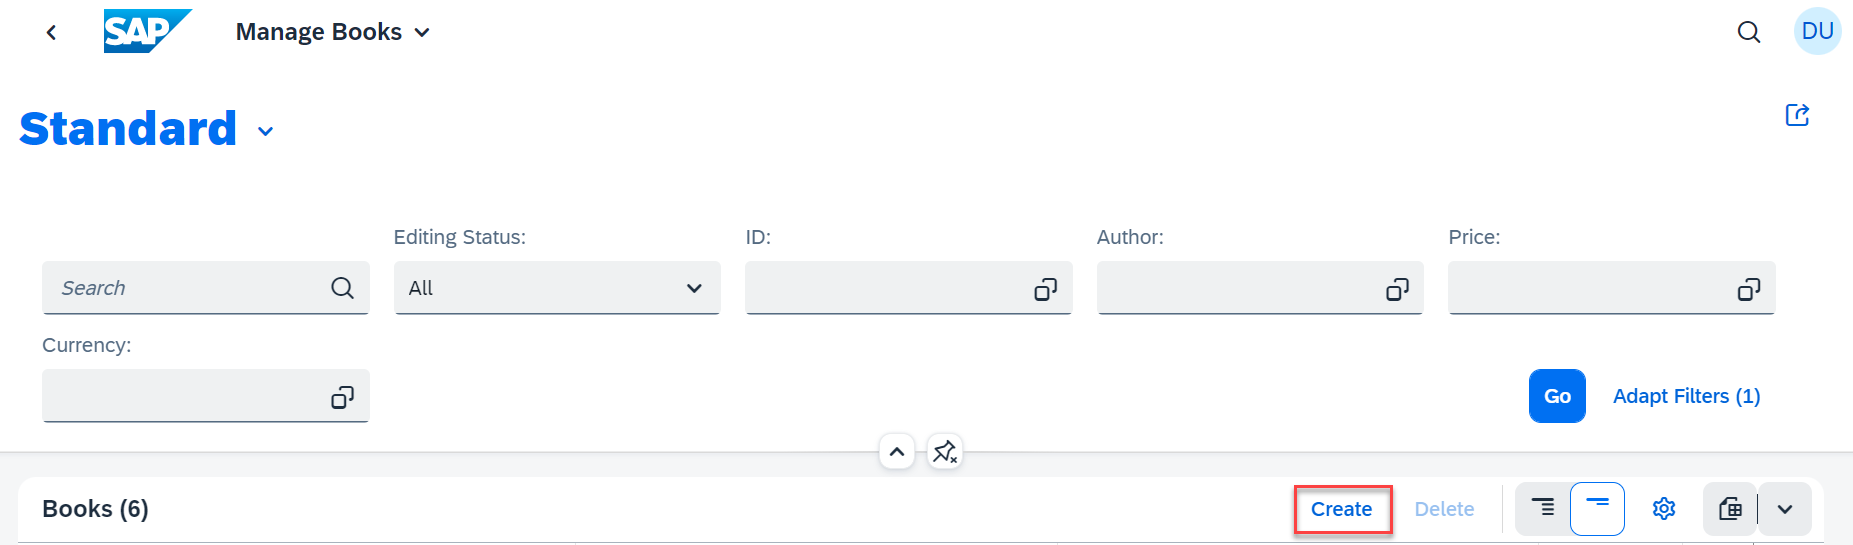 SAP Manage Books DU
Standard
Editing Status: ID: Author: Price:
Search All
Currency:
Go Adapt Filters (1)
Books (6) Create Delete